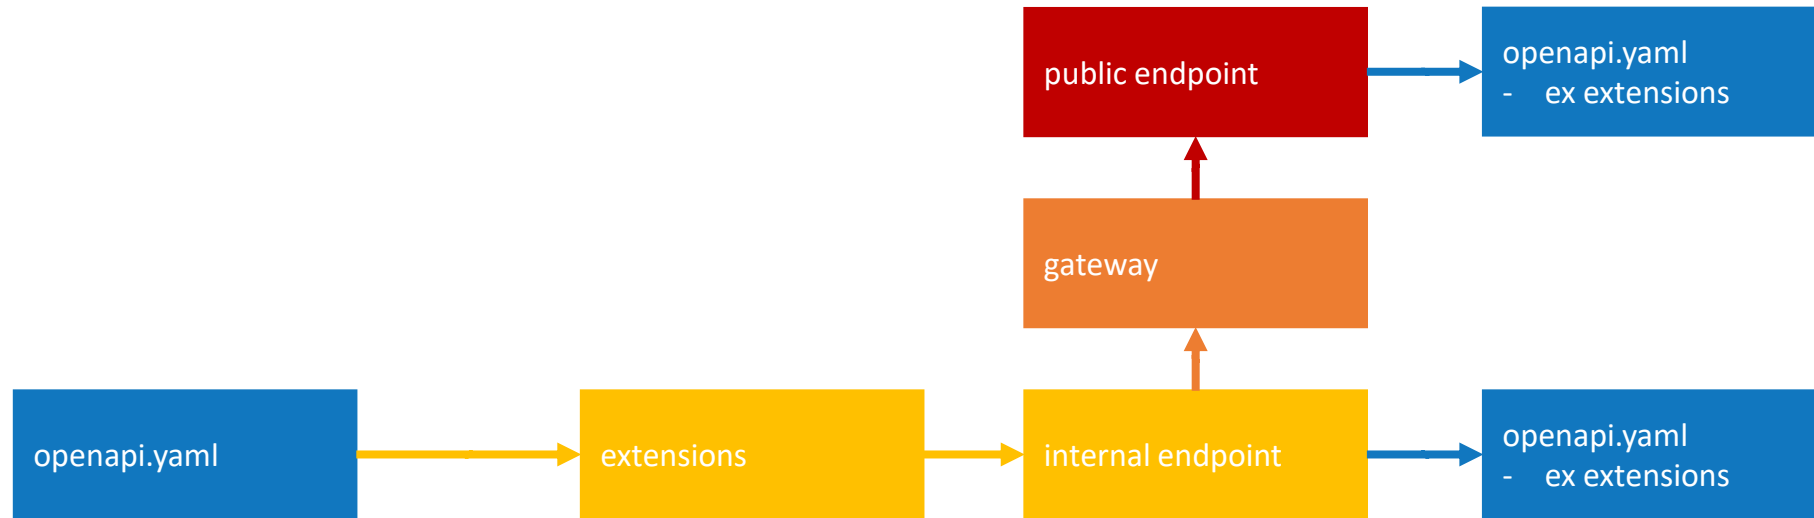 public endpoint
openapi.yaml
- ex extensions
gateway
openapi.yaml
extensions
internal endpoint
openapi.yaml
- ex extensions